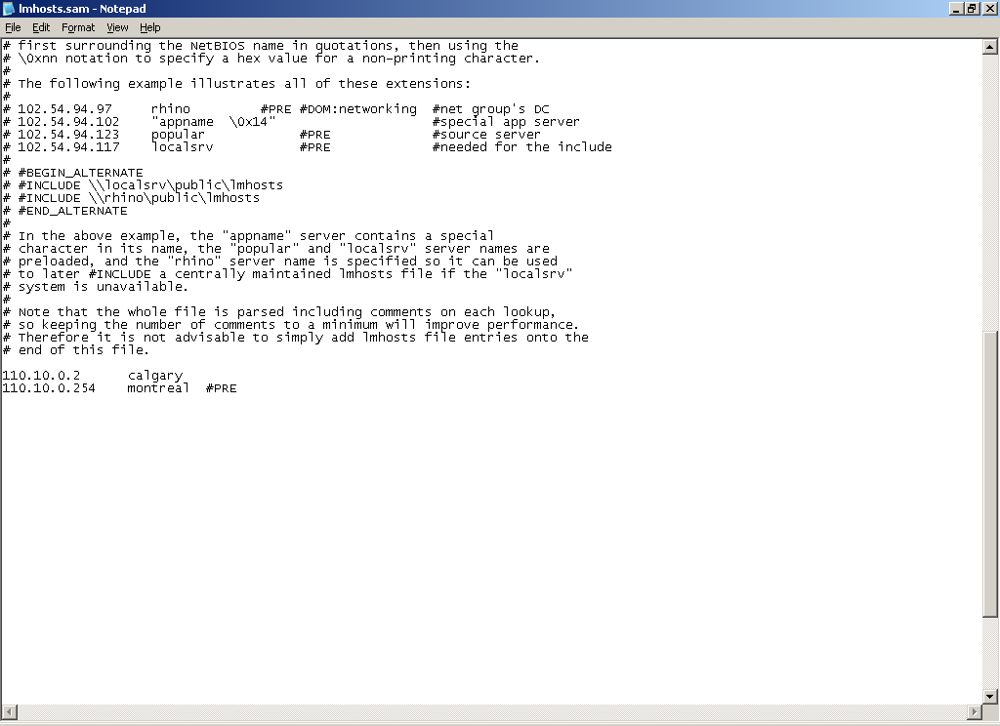 lmhosts.sam - Notepad
File Edit Format View Help
# first surrounding the NetBIOS name in quotations, then using the
# \0xnn notation to specify a hex value for a non-printing character.
#
# The following example illustrates all of these extensions:
#
# 102.54.94.97     rhino         #PRE #DOM:networking  #net group's DC
# 102.54.94.102    "appname  \0x14"                    #special app server
# 102.54.94.123    popular            #PRE             #source server
# 102.54.94.117    localsrv           #PRE             #needed for the include
#
# #BEGIN_ALTERNATE
# #INCLUDE \\localsrv\public\lmhosts
# #INCLUDE \\rhino\public\lmhosts
# #END_ALTERNATE
#
# In the above example, the "appname" server contains a special
# character in its name, the "popular" and "localsrv" server names are
# preloaded, and the "rhino" server name is specified so it can be used
# to later #INCLUDE a centrally maintained lmhosts file if the "localsrv"
# system is unavailable.
#
# Note that the whole file is parsed including comments on each lookup,
# so keeping the number of comments to a minimum will improve performance.
# Therefore it is not advisable to simply add lmhosts file entries onto the
# end of this file.
110.10.0.2      calgary
110.10.0.254    montreal  #PRE